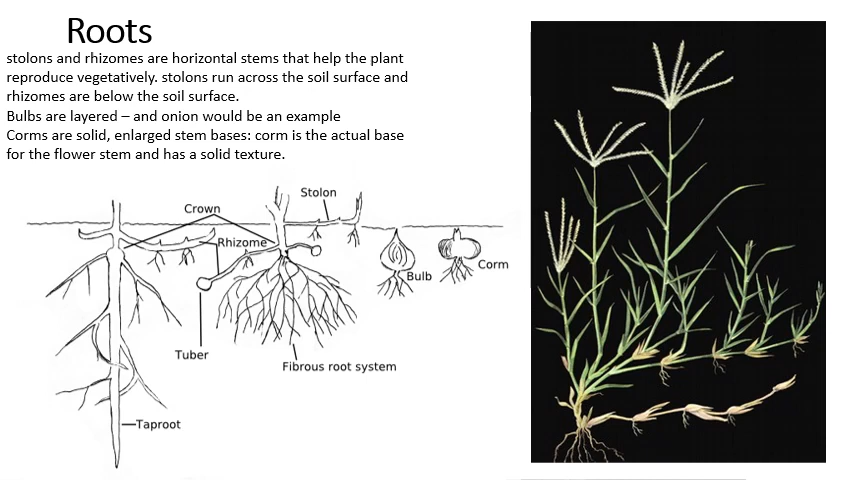 Roots
stolons and rhizomes are horizontal stems that help the plant
reproduce vegetatively. stolons run across the soil surface and
rhizomes are below the soil surface.
Bulbs are layered – and onion would be an example
Corms are solid, enlarged stem bases: corm is the actual base
for the flower stem and has a solid texture.
Stolon
Crown
Rhizome
Corm
Bulb
Tuber
Fibrous root system
Taproot